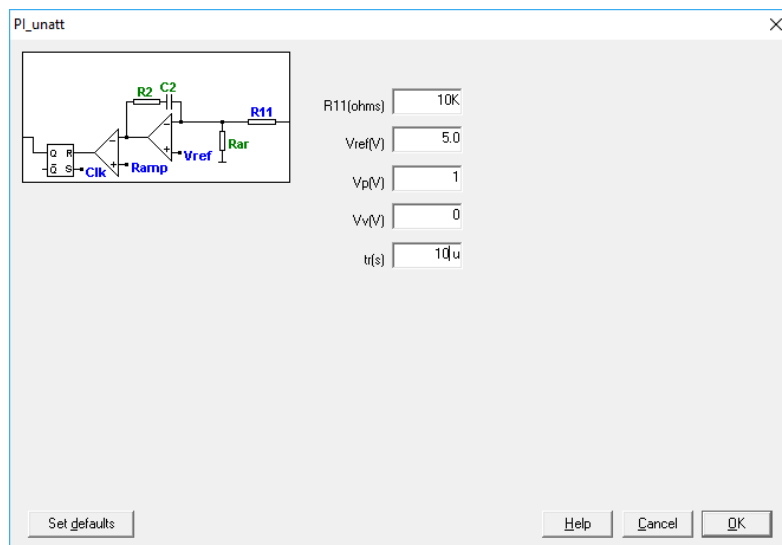 PI_unatt
R2 C2
R11
Rar
Vref
Ramp
Clk
Q R
Q S
R11(ohms) 10K
Vref(V) 5.0
Vp(V) 1
Vv(V) 0
tr(s) 10u
Set defaults
Help
Cancel
OK